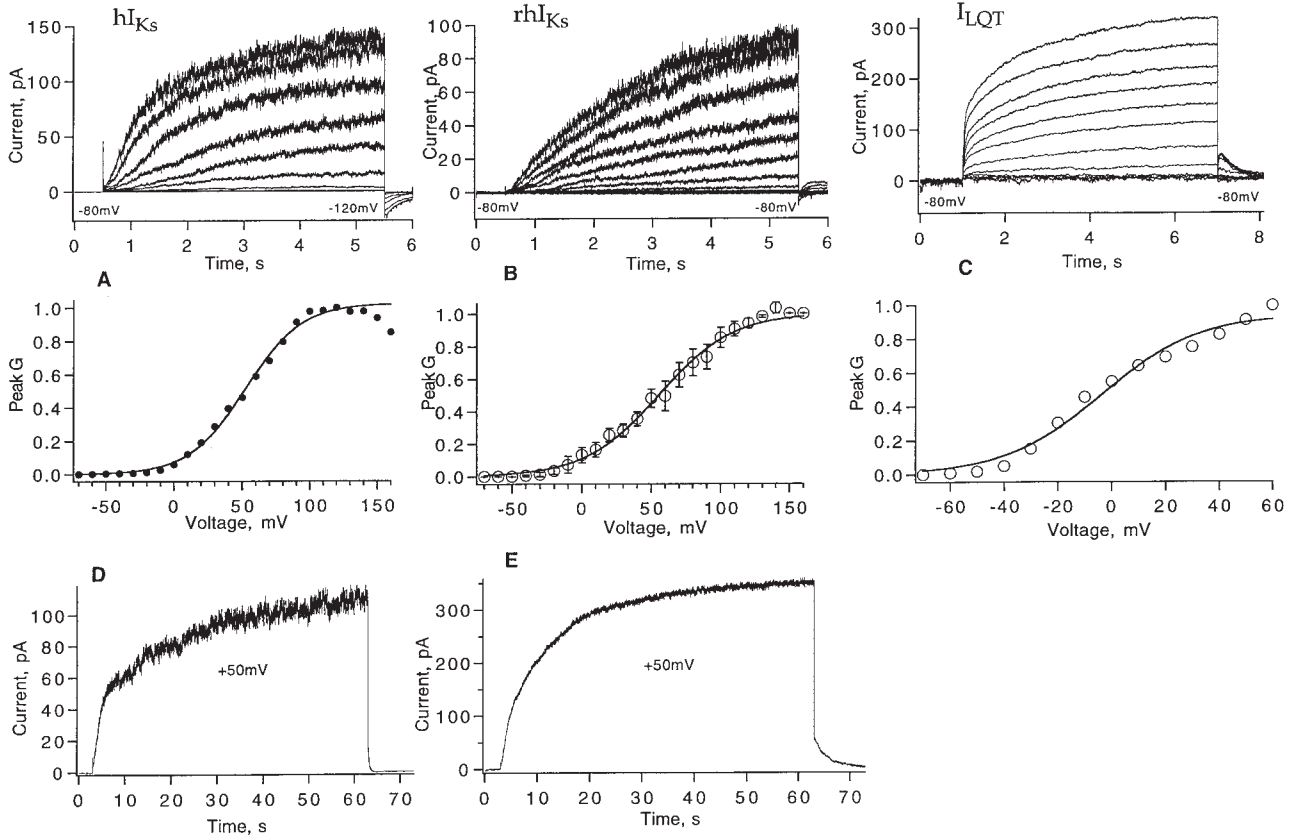 hI_Ks
rhI_Ks
I_LQT
Current, pA
150
100
50
0
-80mV
-120mV
0 1 2 3 4 5 6
Time, s
Current, pA
100
80
60
40
20
0
-80mV
-80mV
0 1 2 3 4 5 6
Time, s
Current, pA
300
200
100
0
-80mV
-80mV
0 2 4 6 8
Time, s
A
B
C
Peak G
1.0
0.8
0.6
0.4
0.2
0.0
-50 0 50 100 150
Voltage, mV
Peak G
1.0
0.8
0.6
0.4
0.2
0.0
-50 0 50 100 150
Voltage, mV
Peak G
1.0
0.8
0.6
0.4
0.2
0.0
-60 -40 -20 0 20 40 60
Voltage, mV
D
E
Current, pA
100
80
60
40
20
0
+50mV
0 10 20 30 40 50 60 70
Time, s
Current, pA
300
200
100
0
+50mV
0 10 20 30 40 50 60 70
Time, s